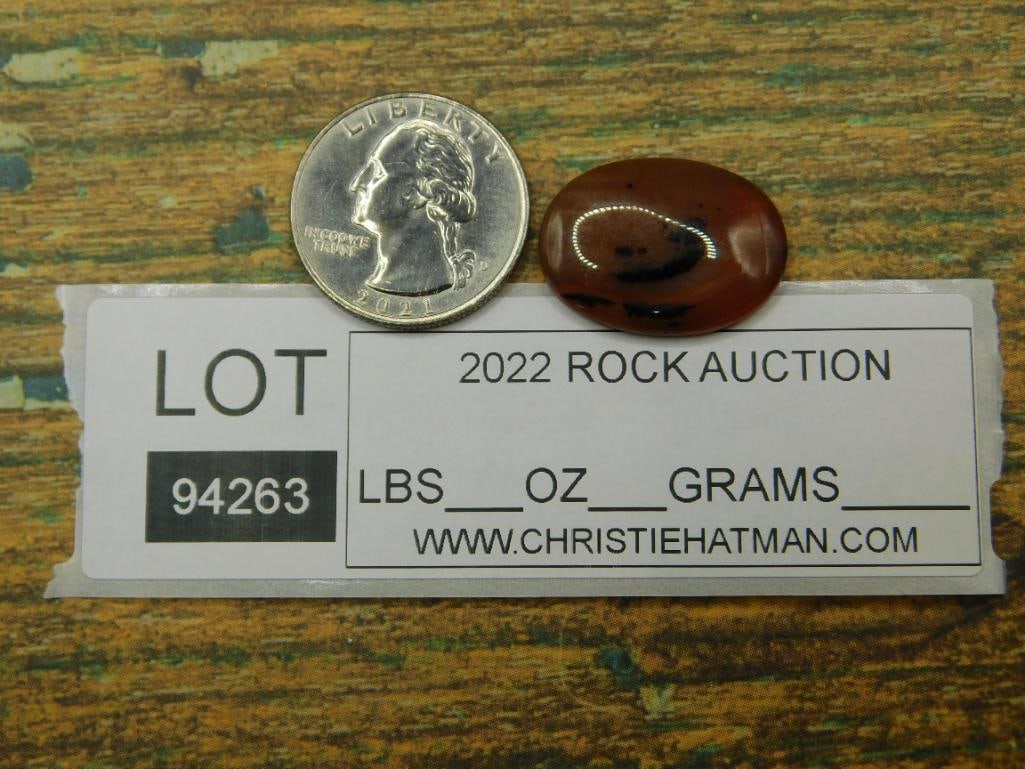 LIBERTY
IN GOD WE
TRUST
2021
LOT
94263
2022 ROCK AUCTION
LBS___OZ___GRAMS_____
WWW.CHRISTIEHATMAN.COM